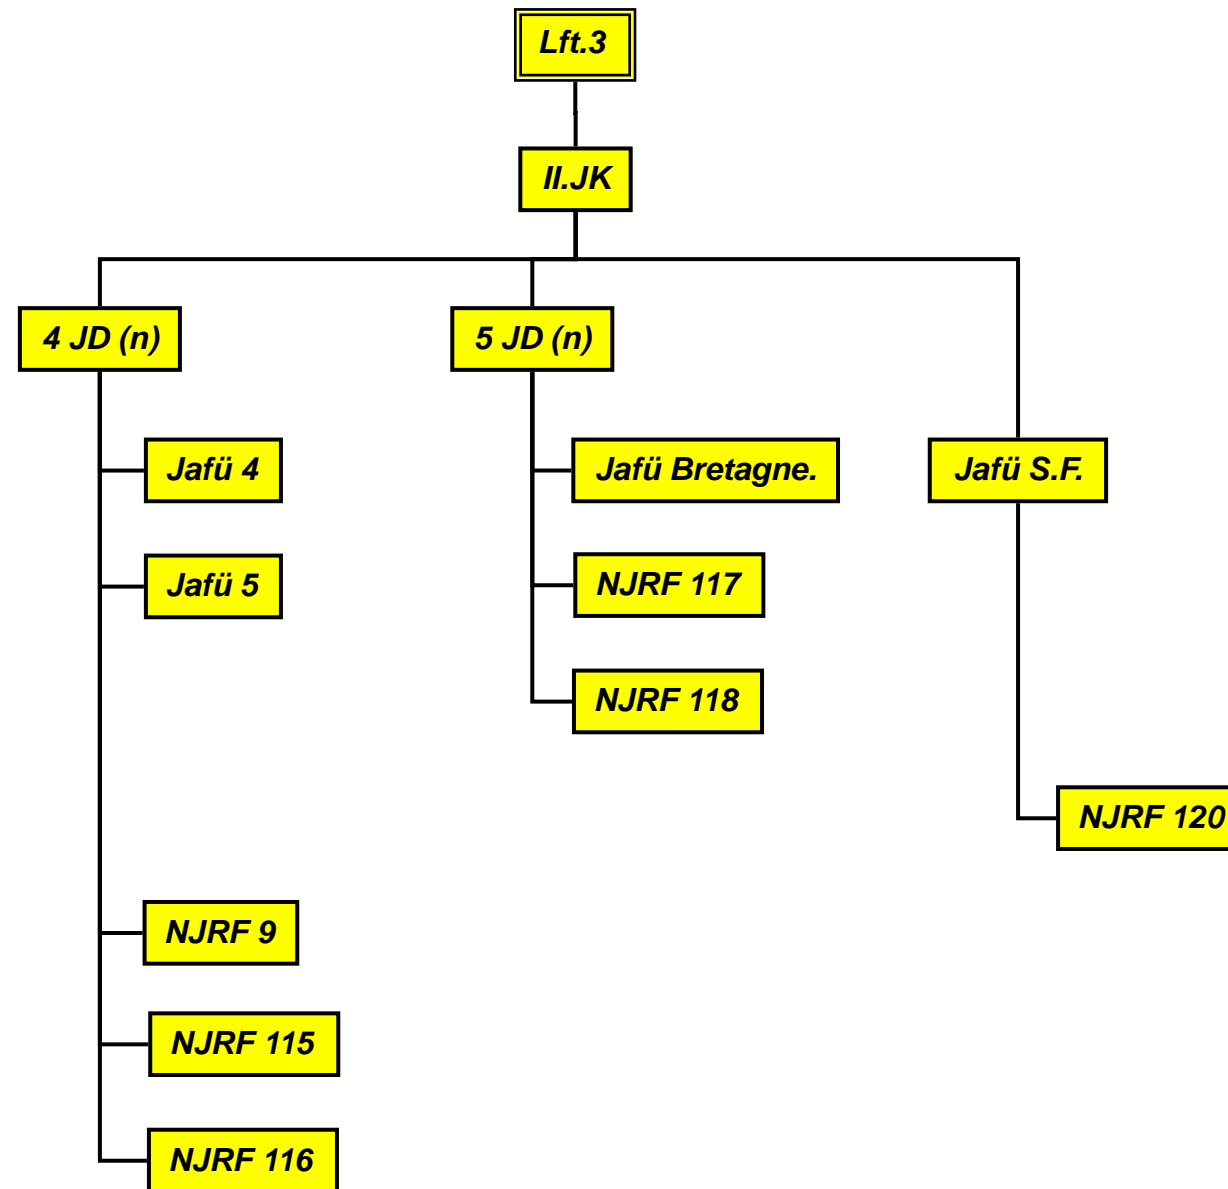 Lft.3
II.JK
4 JD (n)
5 JD (n)
Jafü 4
Jafü Bretagne.
Jafü S.F.
Jafü 5
NJRF 117
NJRF 118
NJRF 120
NJRF 9
NJRF 115
NJRF 116